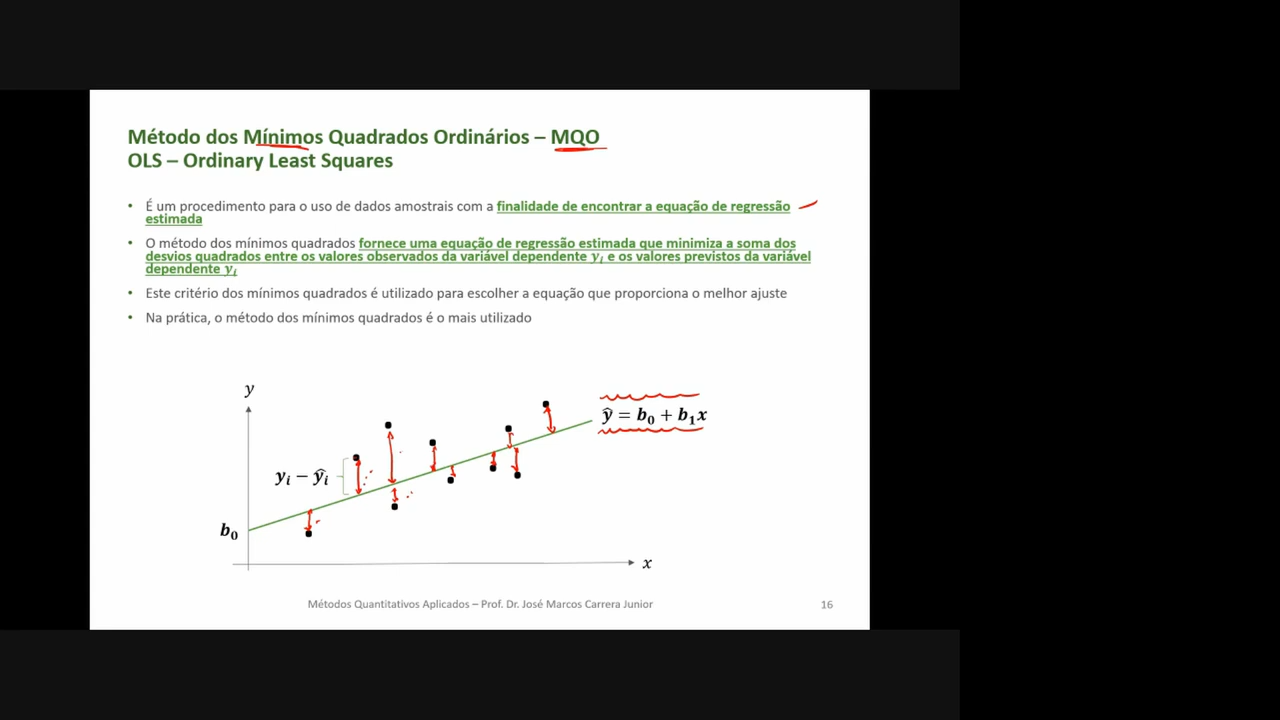 Método dos Mínimos Quadrados Ordinários – MQO
OLS – Ordinary Least Squares
• É um procedimento para o uso de dados amostrais com a finalidade de encontrar a equação de regressão
estimada
• O método dos mínimos quadrados fornece uma equação de regressão estimada que minimiza a soma dos
desvios quadrados entre os valores observados da variável dependente yᵢ e os valores previstos da variável
dependente yᵢ
• Este critério dos mínimos quadrados é utilizado para escolher a equação que proporciona o melhor ajuste
• Na prática, o método dos mínimos quadrados é o mais utilizado
y
ŷ = b₀ + b₁x
yᵢ − ŷᵢ
b₀
x
Métodos Quantitativos Aplicados – Prof. Dr. José Marcos Carrera Junior
16